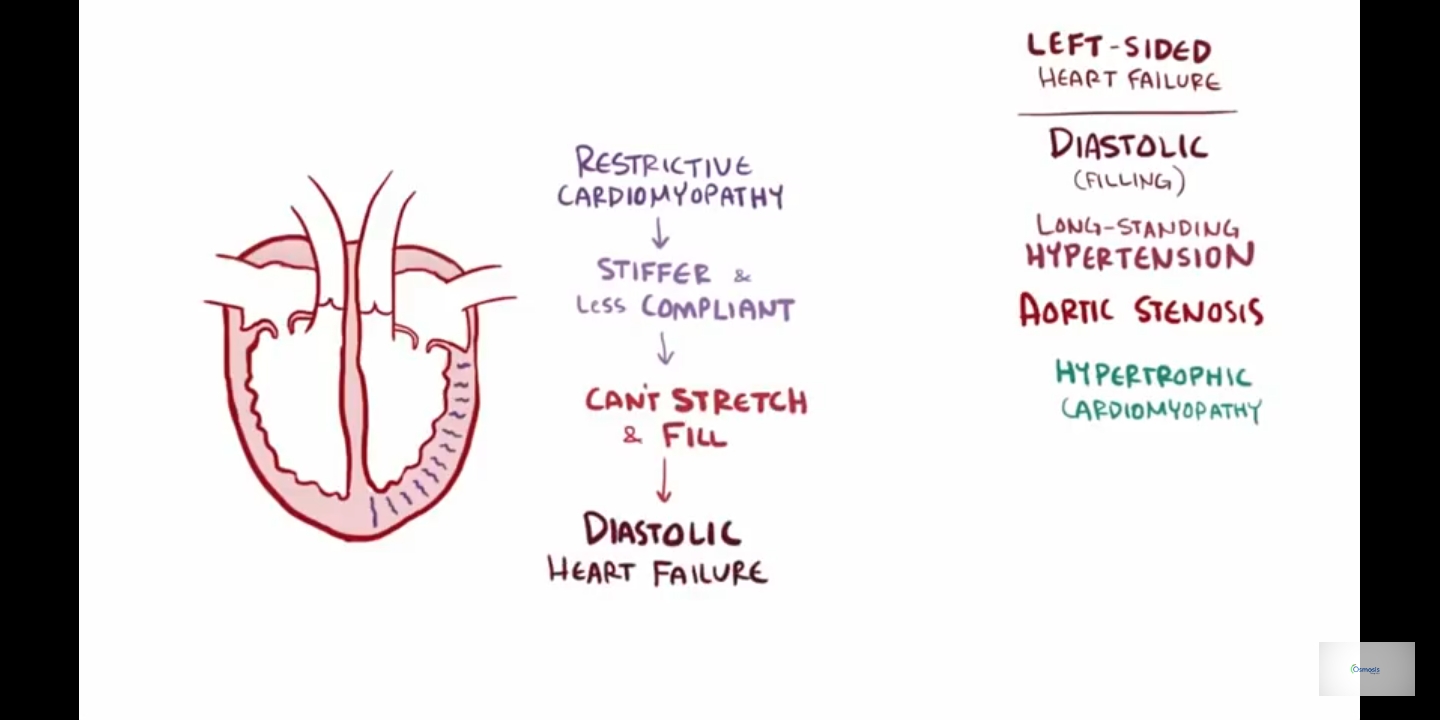 RESTRICTIVE
CARDIOMYOPATHY
STIFFER &
LESS COMPLIANT
CAN'T STRETCH
& FILL
DIASTOLIC
HEART FAILURE
LEFT-SIDED
HEART FAILURE
DIASTOLIC
(FILLING)
LONG-STANDING
HYPERTENSION
AORTIC STENOSIS
HYPERTROPHIC
CARDIOMYOPATHY
Osmosis